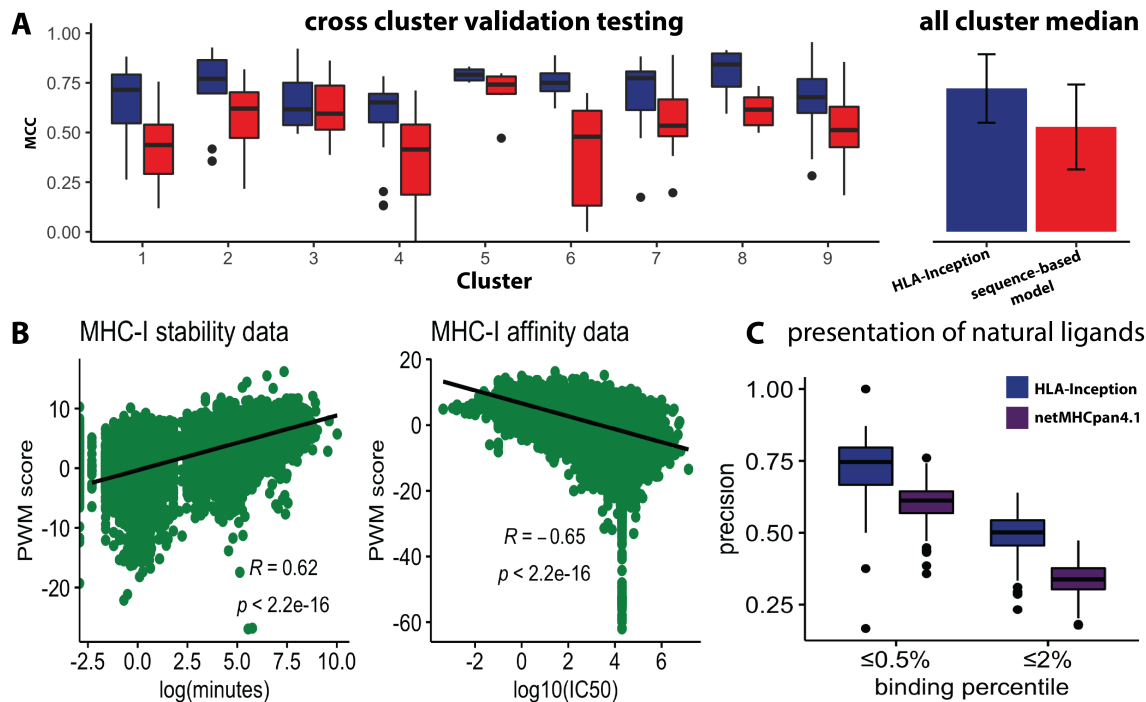 A
cross cluster validation testing
all cluster median
MCC
1.00
0.75
0.50
0.25
0.00
1 2 3 4 5 6 7 8 9
Cluster
HLA-Inception
sequence-based
model
B
MHC-I stability data
PWM score
10
0
-10
-20
R = 0.62
p < 2.2e-16
-2.5 0.0 2.5 5.0 7.5 10.0
log(minutes)
MHC-I affinity data
PWM score
20
0
-20
-40
-60
R = −0.65
p < 2.2e-16
-2 0 2 4 6
log10(IC50)
C
presentation of natural ligands
HLA-Inception
netMHCpan4.1
precision
1.00
0.75
0.50
0.25
≤0.5% ≤2%
binding percentile